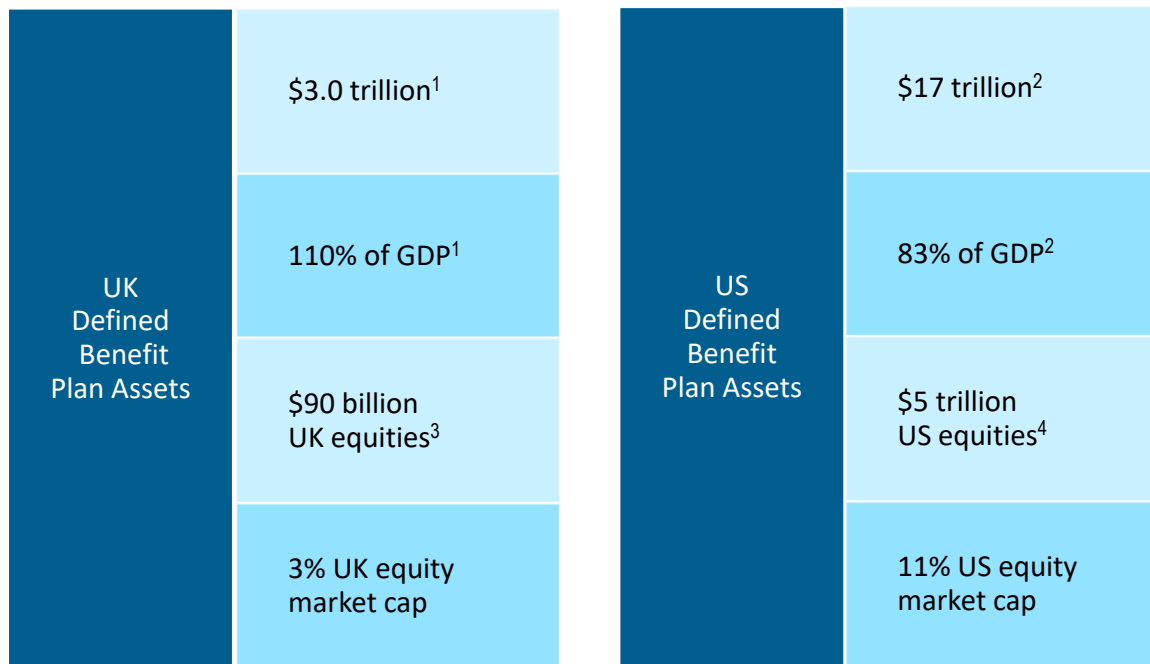 UK
Defined
Benefit
Plan Assets
$3.0 trillion¹
110% of GDP¹
$90 billion
UK equities³
3% UK equity
market cap
US
Defined
Benefit
Plan Assets
$17 trillion²
83% of GDP²
$5 trillion
US equities⁴
11% US equity
market cap